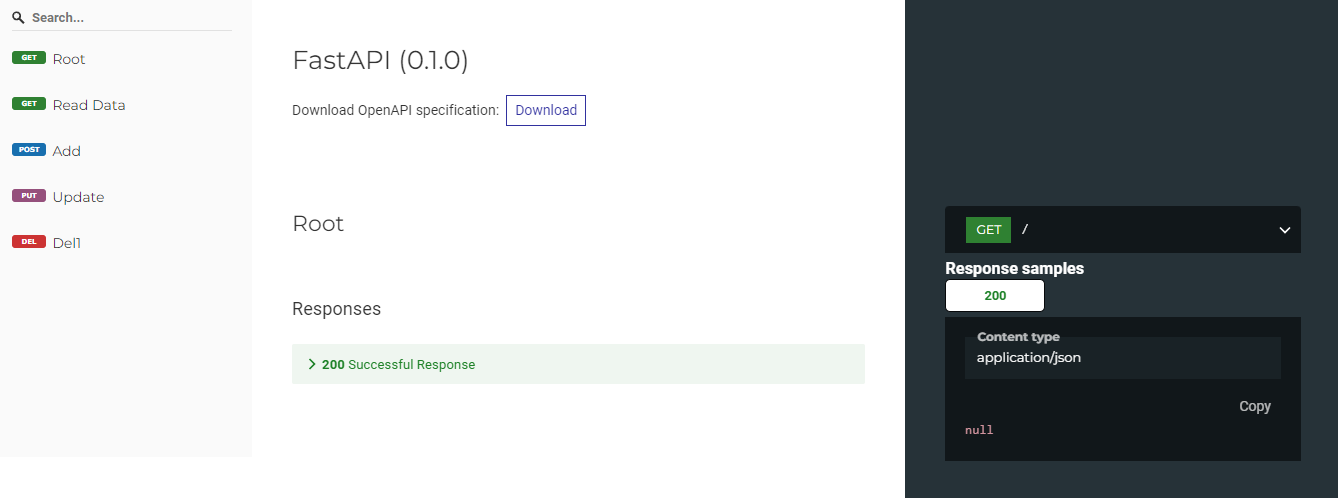 Search...
GET Root
GET Read Data
POST Add
PUT Update
DEL Del1
FastAPI (0.1.0)
Download OpenAPI specification: Download
Root
Responses
200 Successful Response
GET /
Response samples
200
Content type
application/json
Copy
null